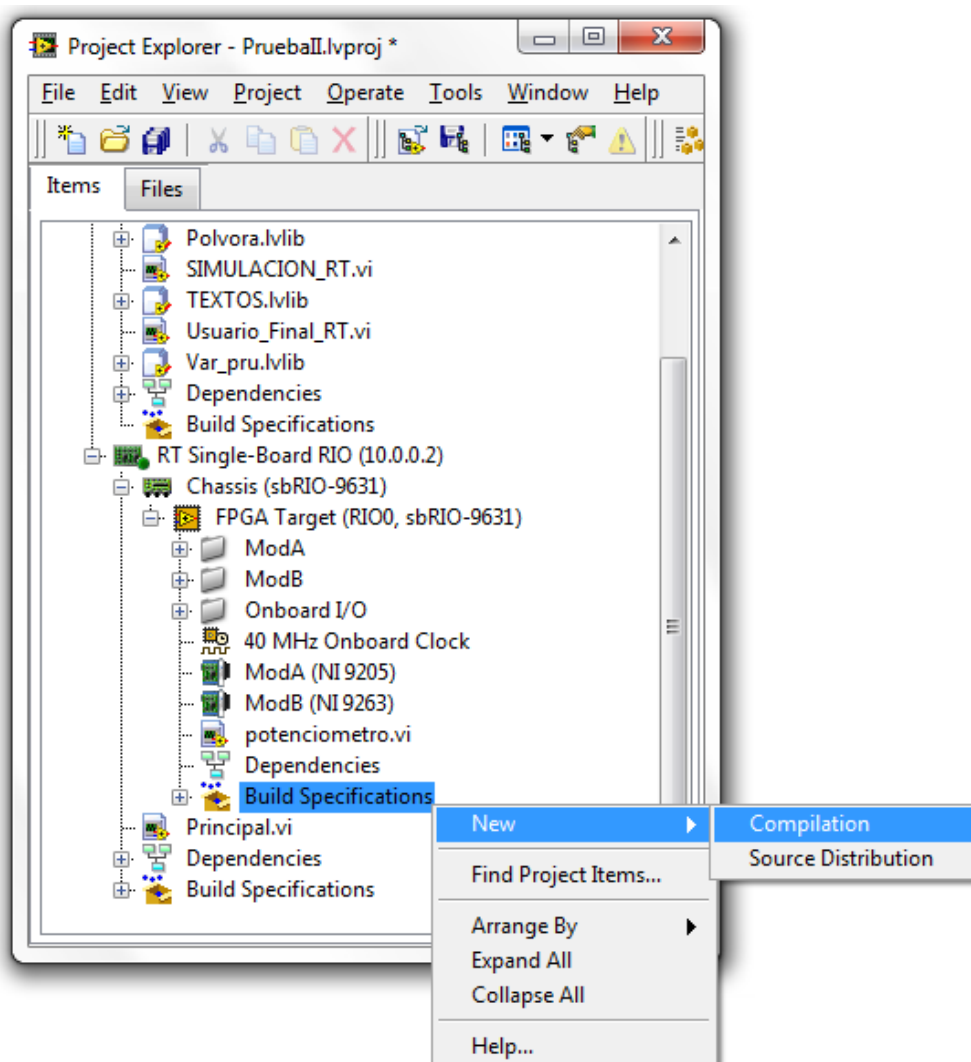 Project Explorer - PruebaII.lvproj *
File Edit View Project Operate Tools Window Help
Items Files
Polvora.lvlib
SIMULACION_RT.vi
TEXTOS.lvlib
Usuario_Final_RT.vi
Var_pru.lvlib
Dependencies
Build Specifications
RT Single-Board RIO (10.0.0.2)
Chassis (sbRIO-9631)
FPGA Target (RIO0, sbRIO-9631)
ModA
ModB
Onboard I/O
40 MHz Onboard Clock
ModA (NI 9205)
ModB (NI 9263)
potenciometro.vi
Dependencies
Build Specifications
Principal.vi
Dependencies
Build Specifications
New
Find Project Items...
Arrange By
Expand All
Collapse All
Help...
Compilation
Source Distribution